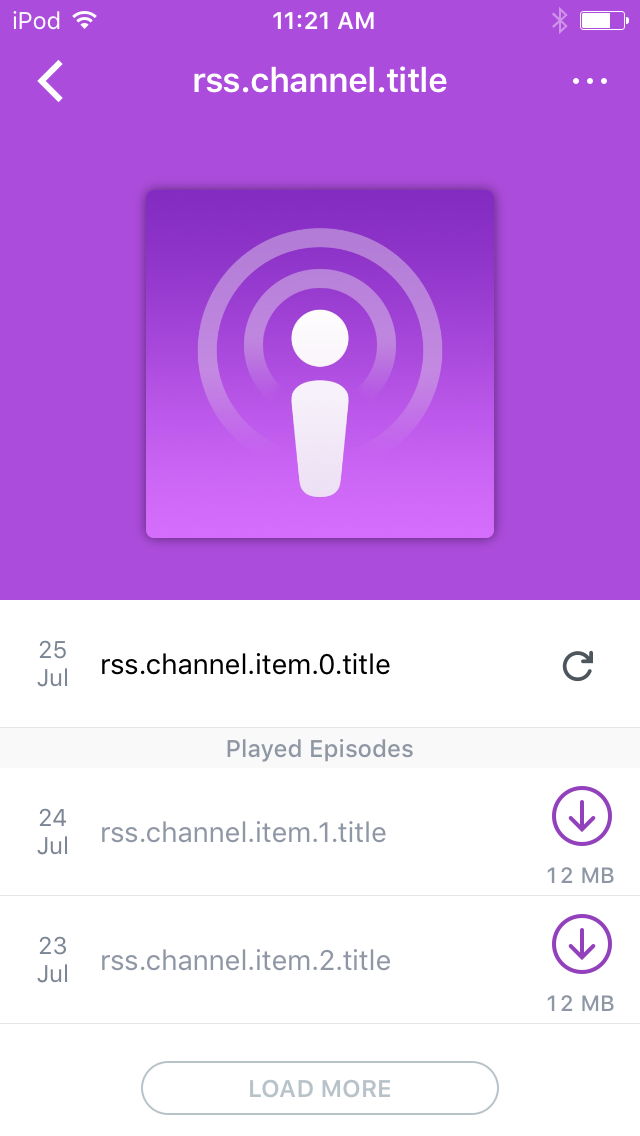 iPod 11:21 AM
rss.channel.title
25
Jul
rss.channel.item.0.title
Played Episodes
24
Jul
rss.channel.item.1.title
12 MB
23
Jul
rss.channel.item.2.title
12 MB
LOAD MORE